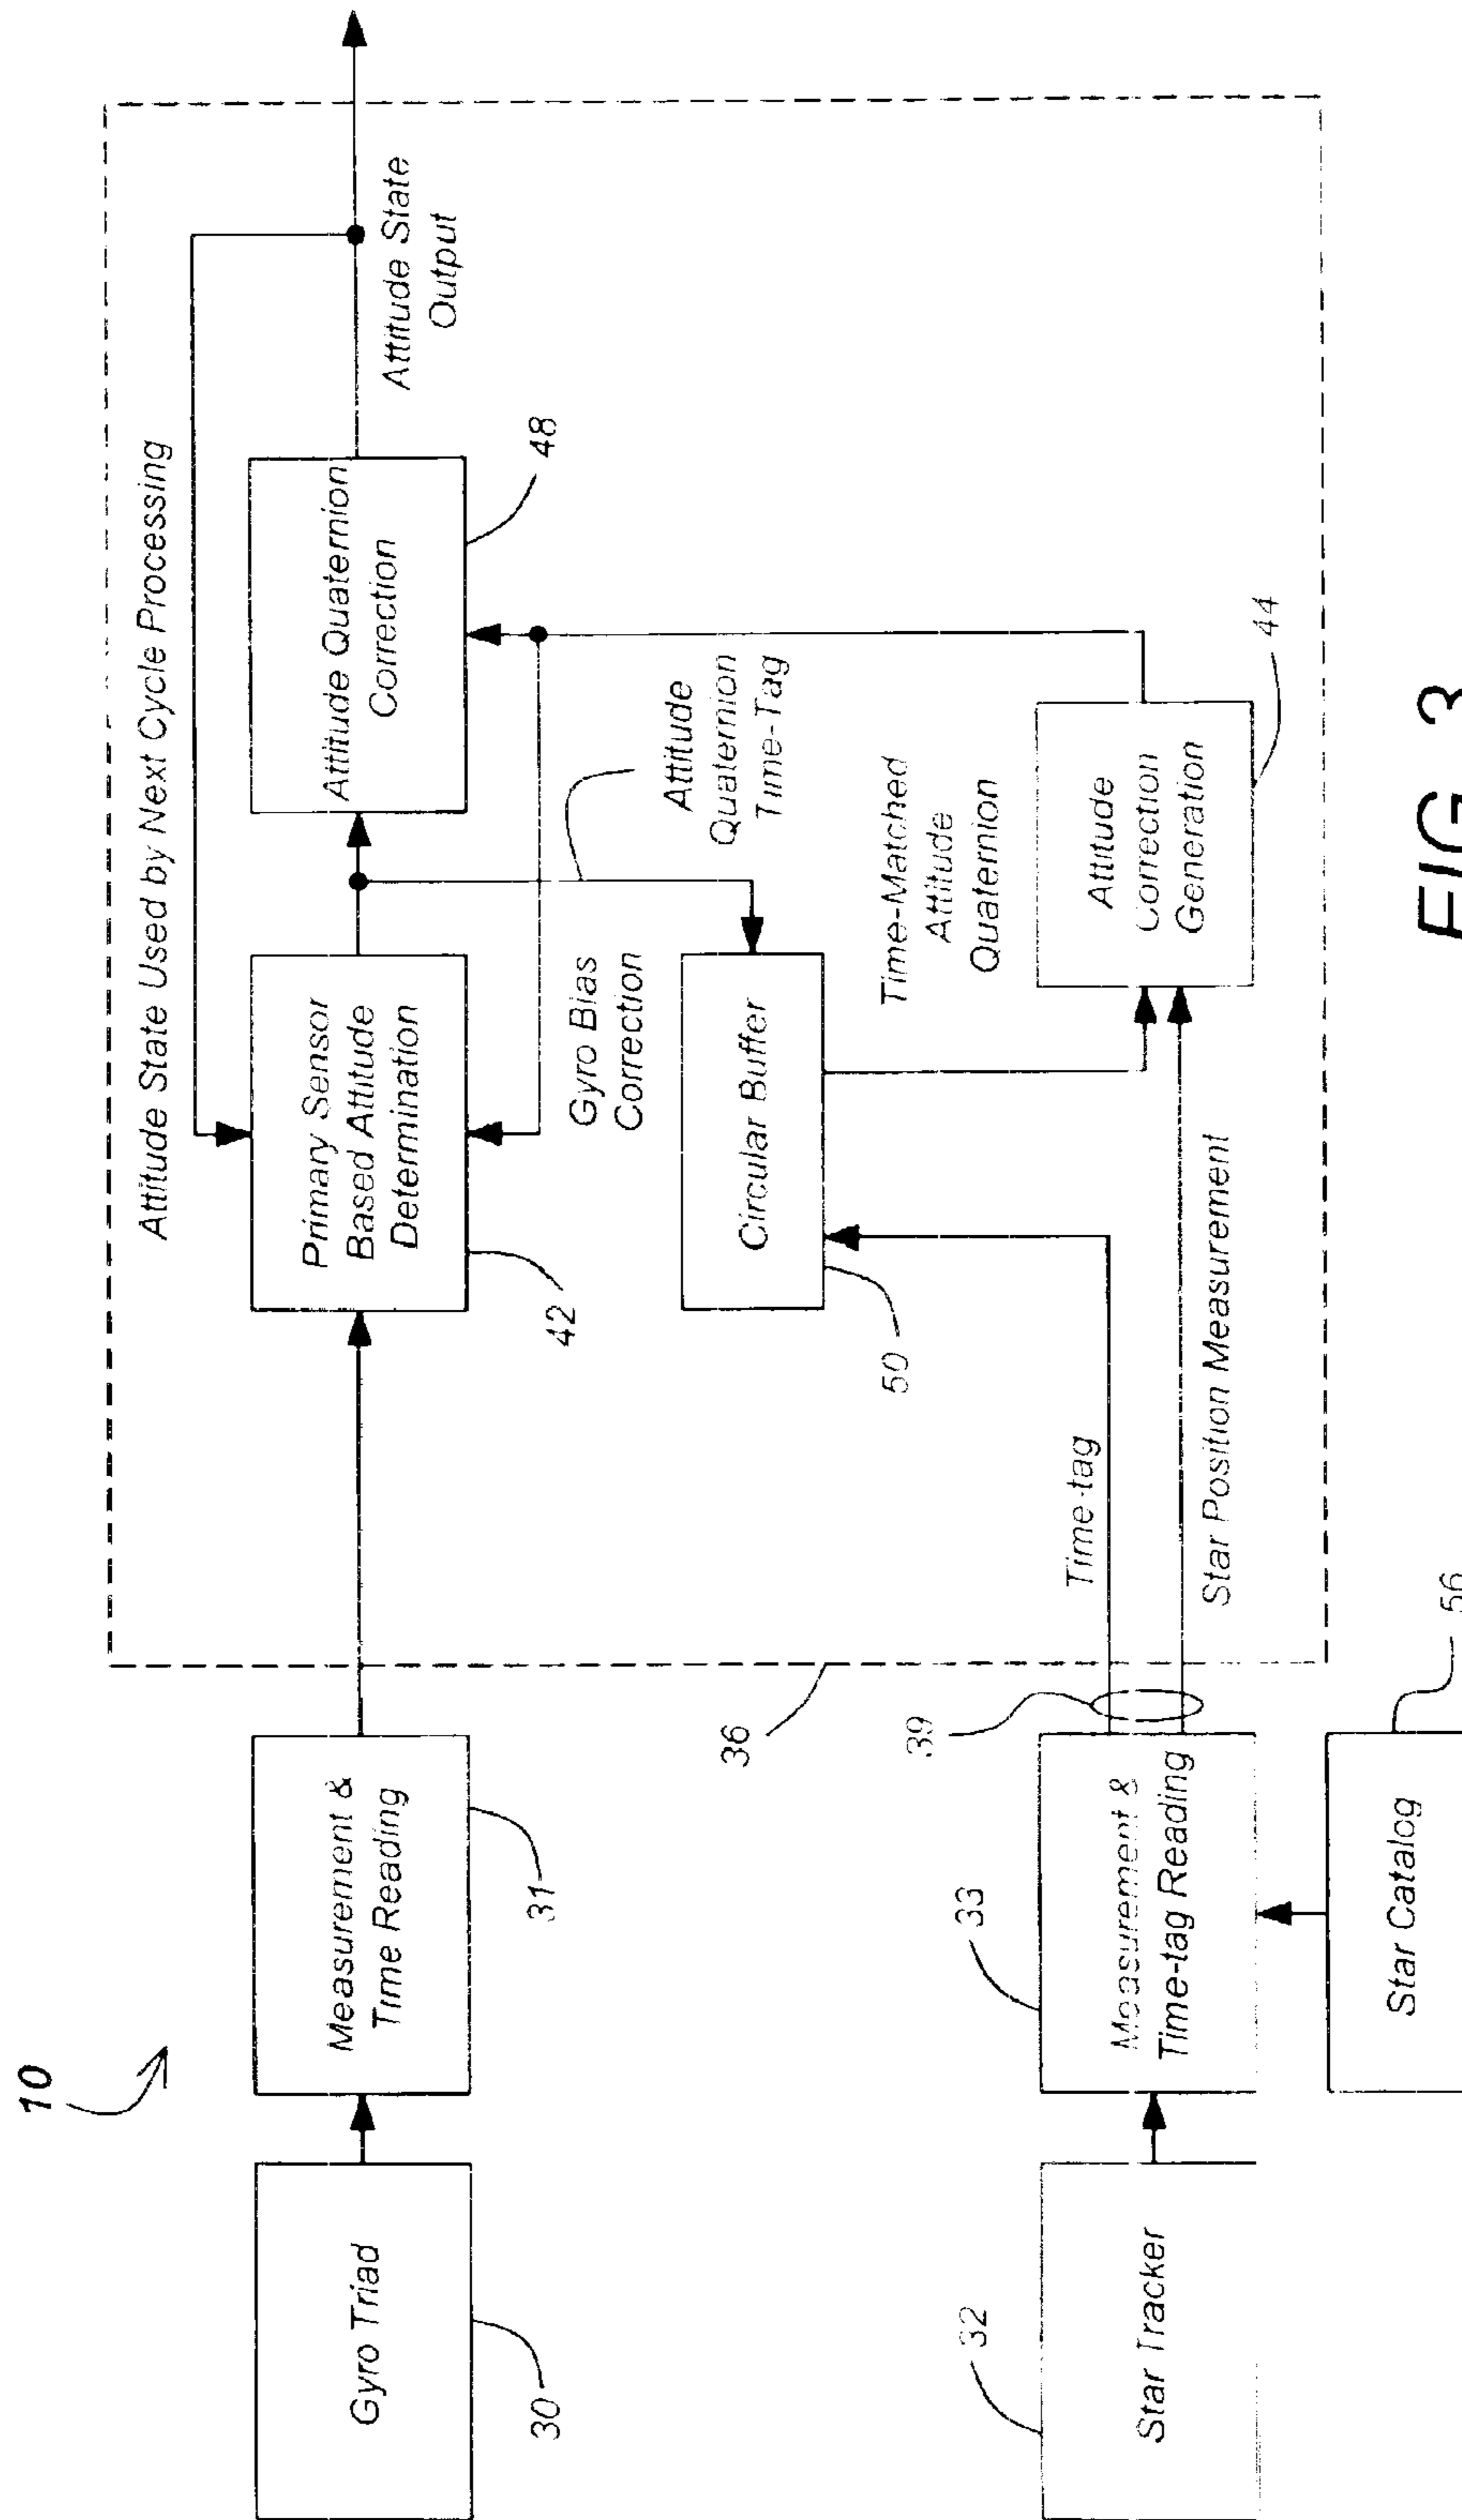 10
Gyro Triad
30
Measurement &
Time Reading
31
Attitude State Used by Next Cycle Processing
Primary Sensor
Based Attitude
Determination
42
Attitude Quaternion
Correction
48
Attitude State
Output
Gyro Bias
Correction
Attitude
Quaternion
Time-Tag
Circular Buffer
50
Time-Matched
Attitude
Quaternion
Attitude
Correction
Generation
44
36
39
Time-tag
Star Position Measurement
Star Tracker
32
Measurement &
Time-tag Reading
33
Star Catalog
56
FIG. 3